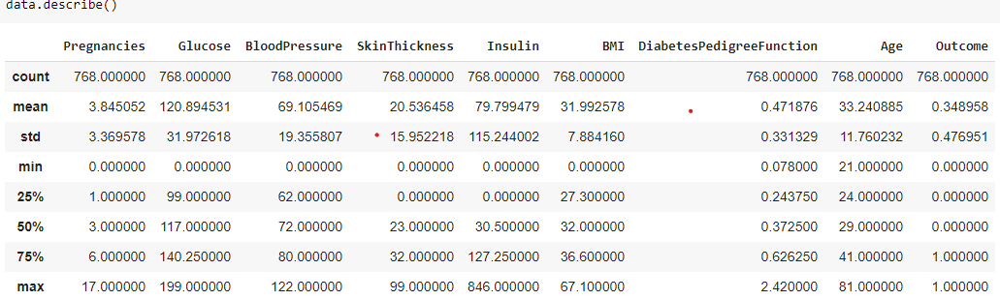 data.describe()
Pregnancies Glucose BloodPressure SkinThickness Insulin BMI DiabetesPedigreeFunction Age Outcome
count 768.000000 768.000000 768.000000 768.000000 768.000000 768.000000 768.000000 768.000000 768.000000
mean 3.845052 120.894531 69.105469 20.536458 79.799479 31.992578 0.471876 33.240885 0.348958
std 3.369578 31.972618 19.355807 15.952218 115.244002 7.884160 0.331329 11.760232 0.476951
min 0.000000 0.000000 0.000000 0.000000 0.000000 0.000000 0.078000 21.000000 0.000000
25% 1.000000 99.000000 62.000000 0.000000 0.000000 27.300000 0.243750 24.000000 0.000000
50% 3.000000 117.000000 72.000000 23.000000 30.500000 32.000000 0.372500 29.000000 0.000000
75% 6.000000 140.250000 80.000000 32.000000 127.250000 36.600000 0.626250 41.000000 1.000000
max 17.000000 199.000000 122.000000 99.000000 846.000000 67.100000 2.420000 81.000000 1.000000